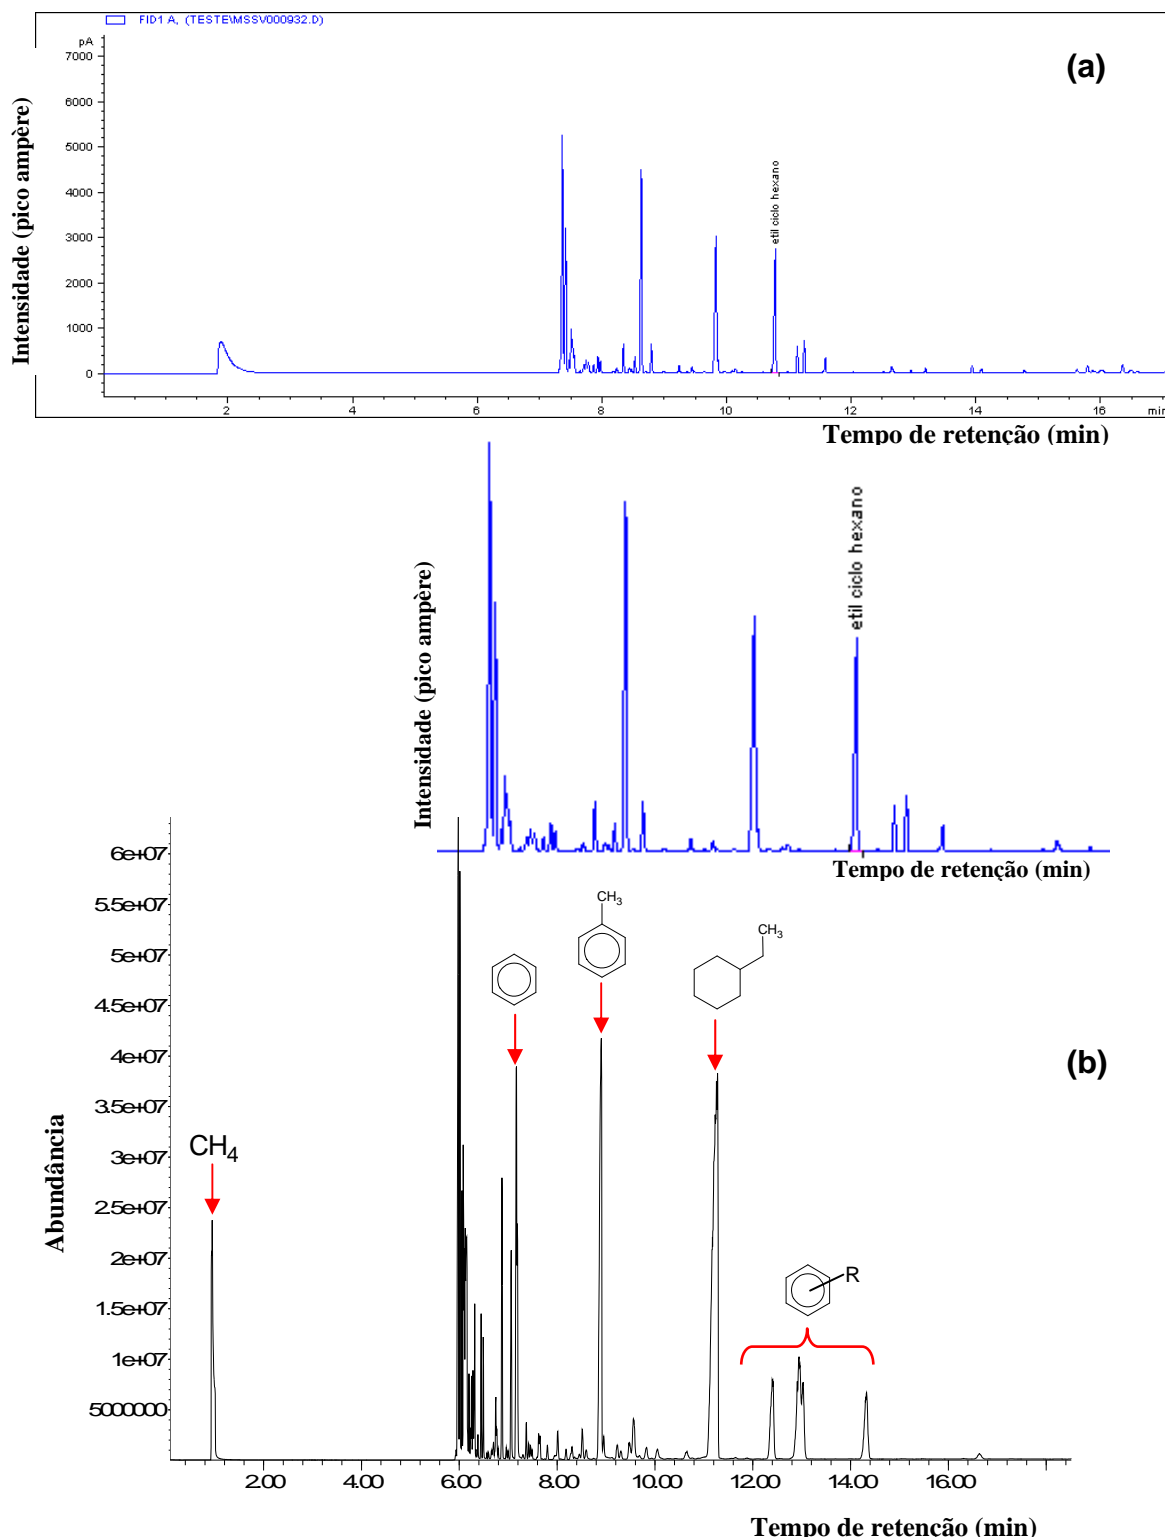 FID1 A, (TESTE\MSSV000932.D)
pA
(a)
7000
6000
5000
4000
3000
2000
1000
0
Intensidade (pico ampère)
etil ciclo hexano
2 4 6 8 10 12 14 16 min
Tempo de retenção (min)
Intensidade (pico ampère)
etil ciclo hexano
Tempo de retenção (min)
6e+07
5.5e+07
5e+07
4.5e+07
4e+07
3.5e+07
3e+07
2.5e+07
2e+07
1.5e+07
1e+07
5000000
Abundância
CH4
CH3
CH3
(b)
R
2.00 4.00 6.00 8.00 10.00 12.00 14.00 16.00
Tempo de retenção (min)